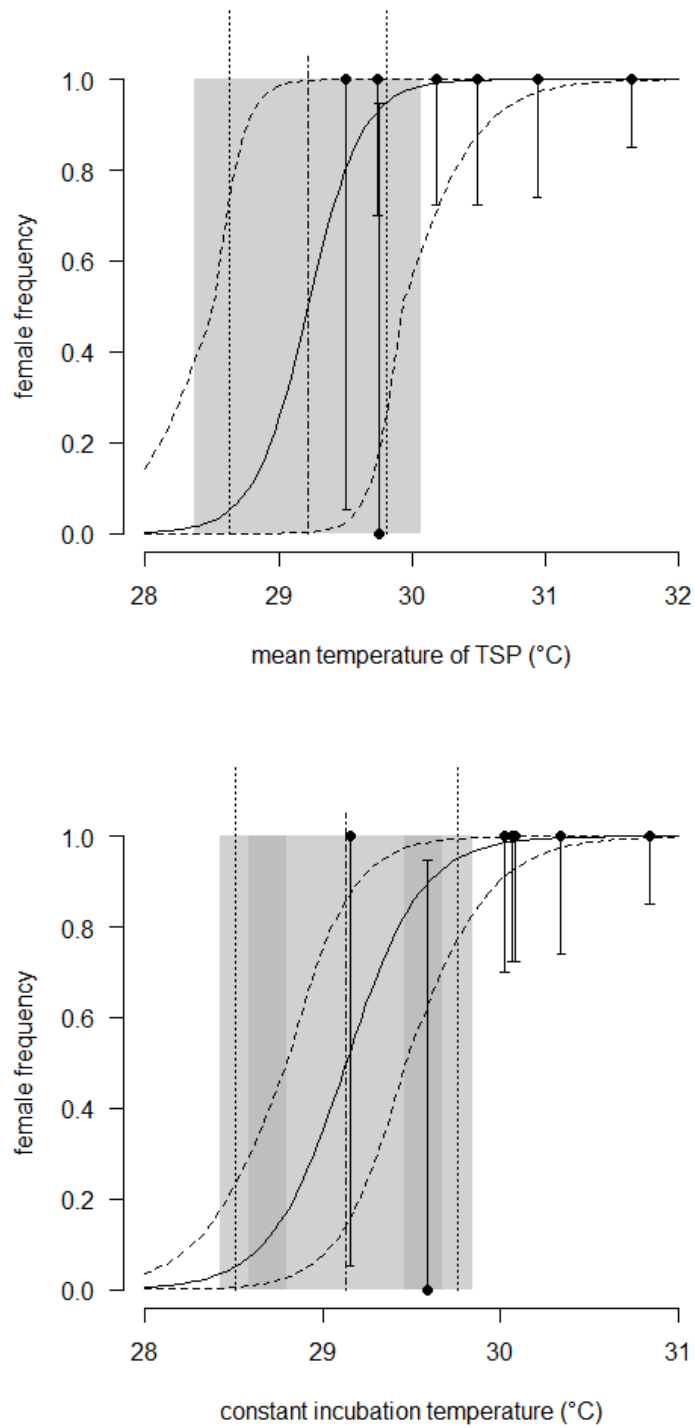 1.0
0.8
0.6
0.4
0.2
0.0
female frequency
28 29 30 31 32
mean temperature of TSP (°C)
1.0
0.8
0.6
0.4
0.2
0.0
female frequency
28 29 30 31
constant incubation temperature (°C)